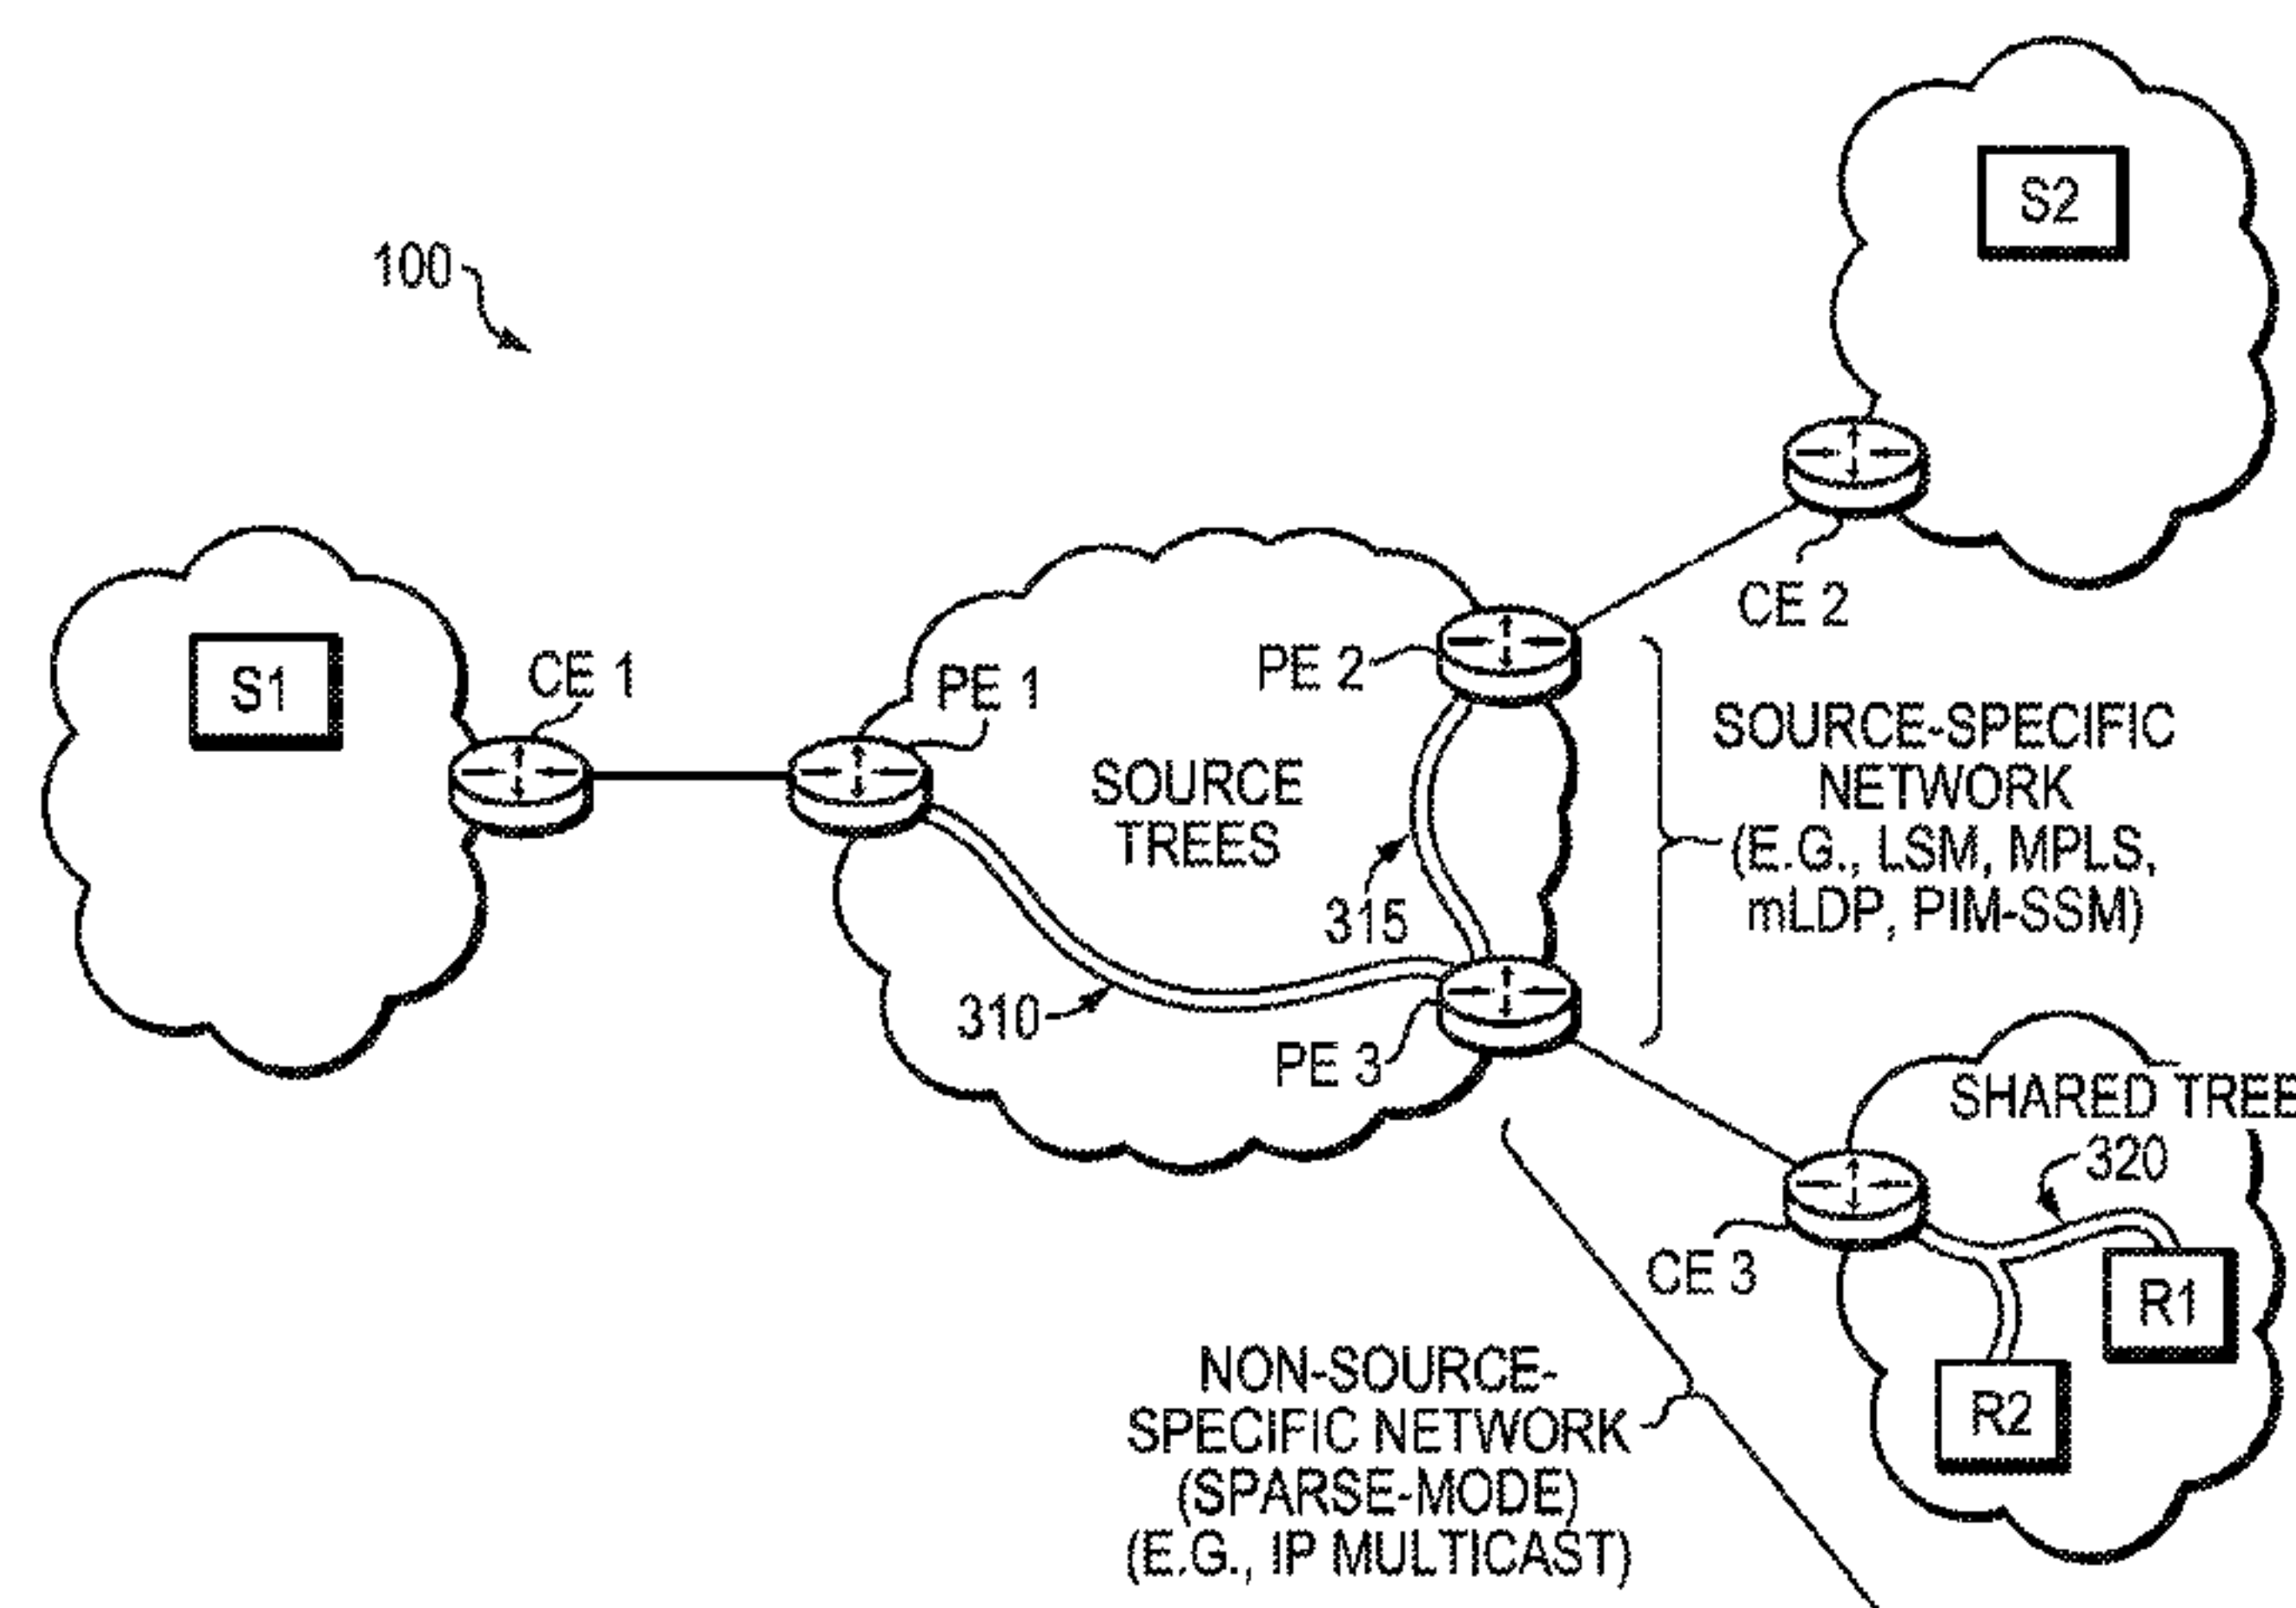 100
S2
CE 2
S1
CE 1
PE 1
PE 2
SOURCE
TREES
SOURCE-SPECIFIC
NETWORK
(E.G., LSM, MPLS,
mLDP, PIM-SSM)
315
310
PE 3
SHARED TREE
320
CE 3
R1
R2
NON-SOURCE-
SPECIFIC NETWORK
(SPARSE-MODE)
(E.G., IP MULTICAST)